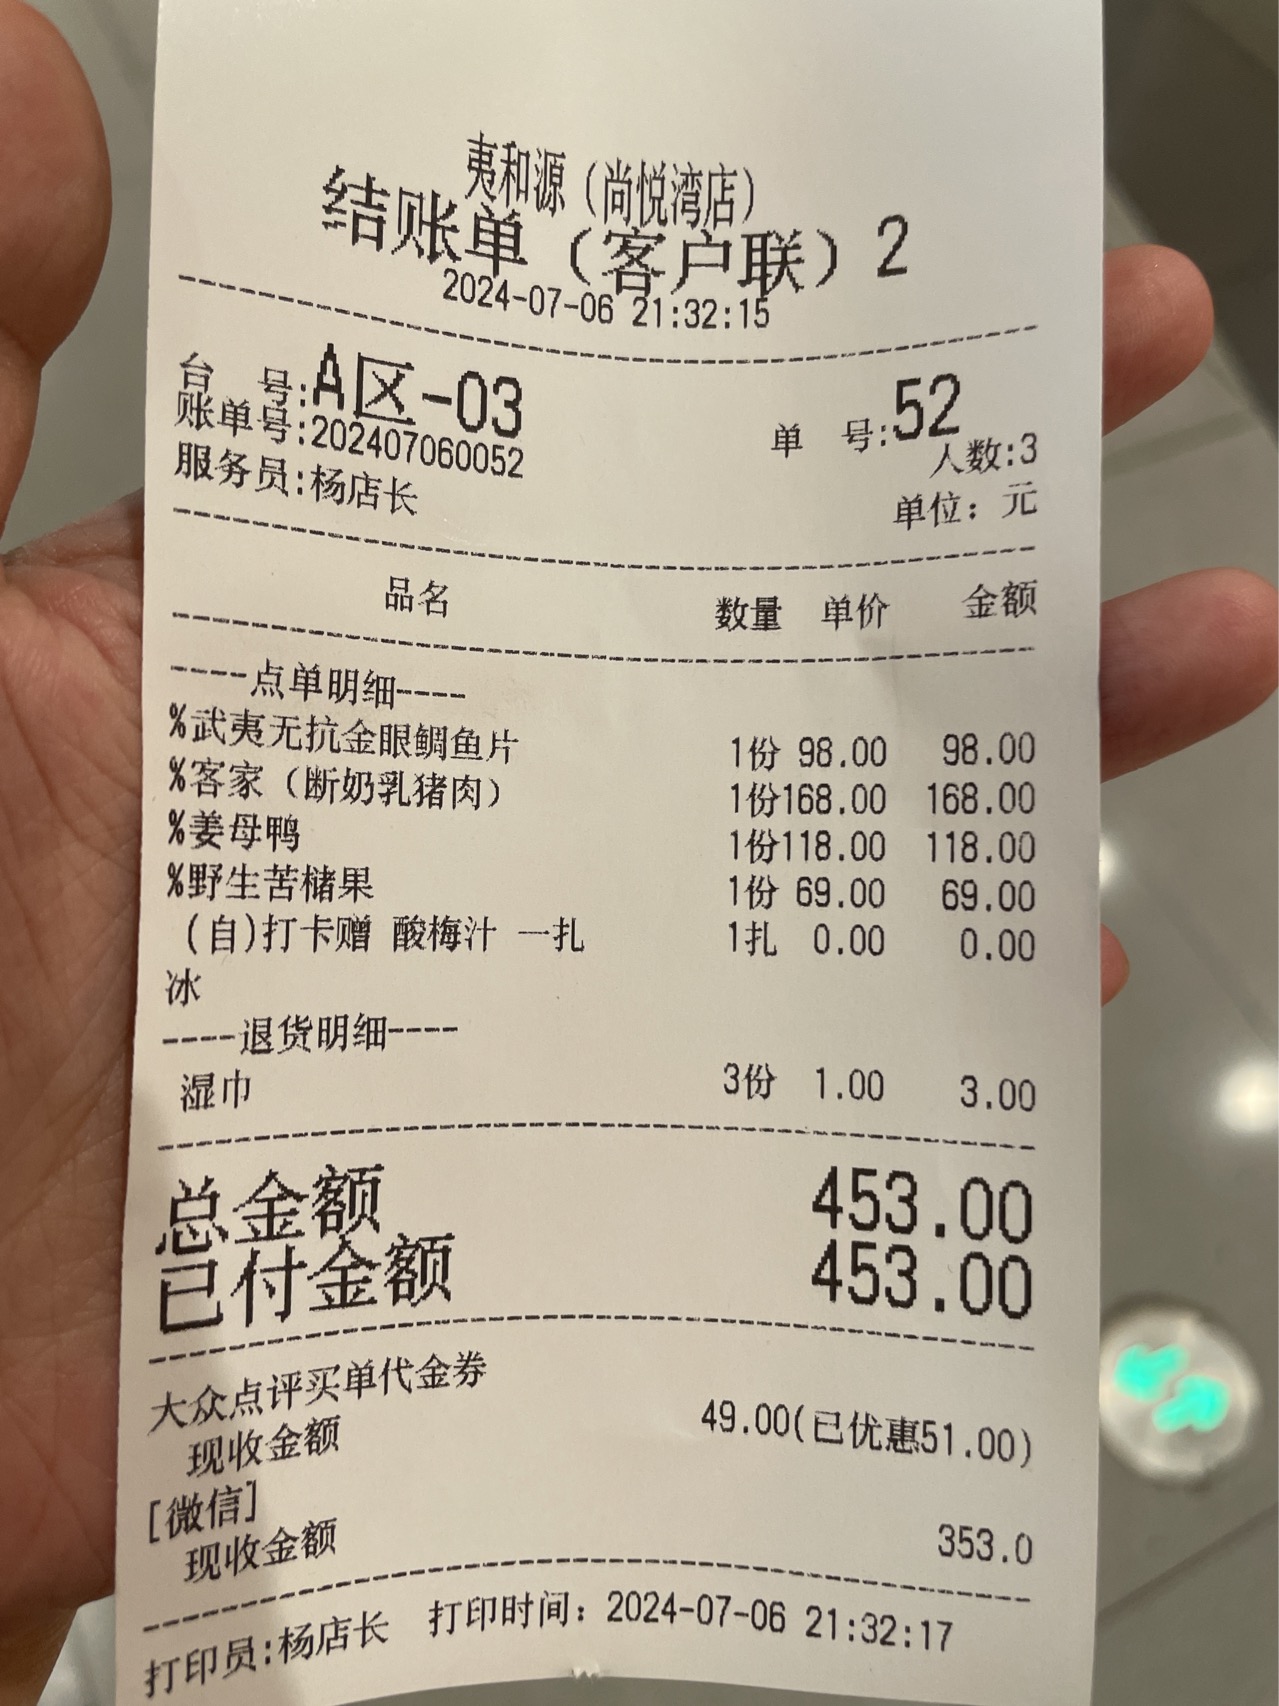 夷和源（尚悦湾店）
结账单（客户联）2
2024-07-06 21:32:15
台 号:A区-03 单 号:52
账单号:202407060052 人数:3
服务员:杨店长 单位：元
品名 数量 单价 金额
----点单明细----
%武夷无抗金眼鲷鱼片 1份 98.00 98.00
%客家（断奶乳猪肉） 1份168.00 168.00
%姜母鸭 1份118.00 118.00
%野生苦槠果 1份 69.00 69.00
(自)打卡赠 酸梅汁 一扎 1扎 0.00 0.00
冰
----退货明细----
湿巾 3份 1.00 3.00
总金额 453.00
已付金额 453.00
大众点评买单代金券
现收金额 49.00(已优惠51.00)
[微信]
现收金额 353.0
打印员:杨店长 打印时间：2024-07-06 21:32:17